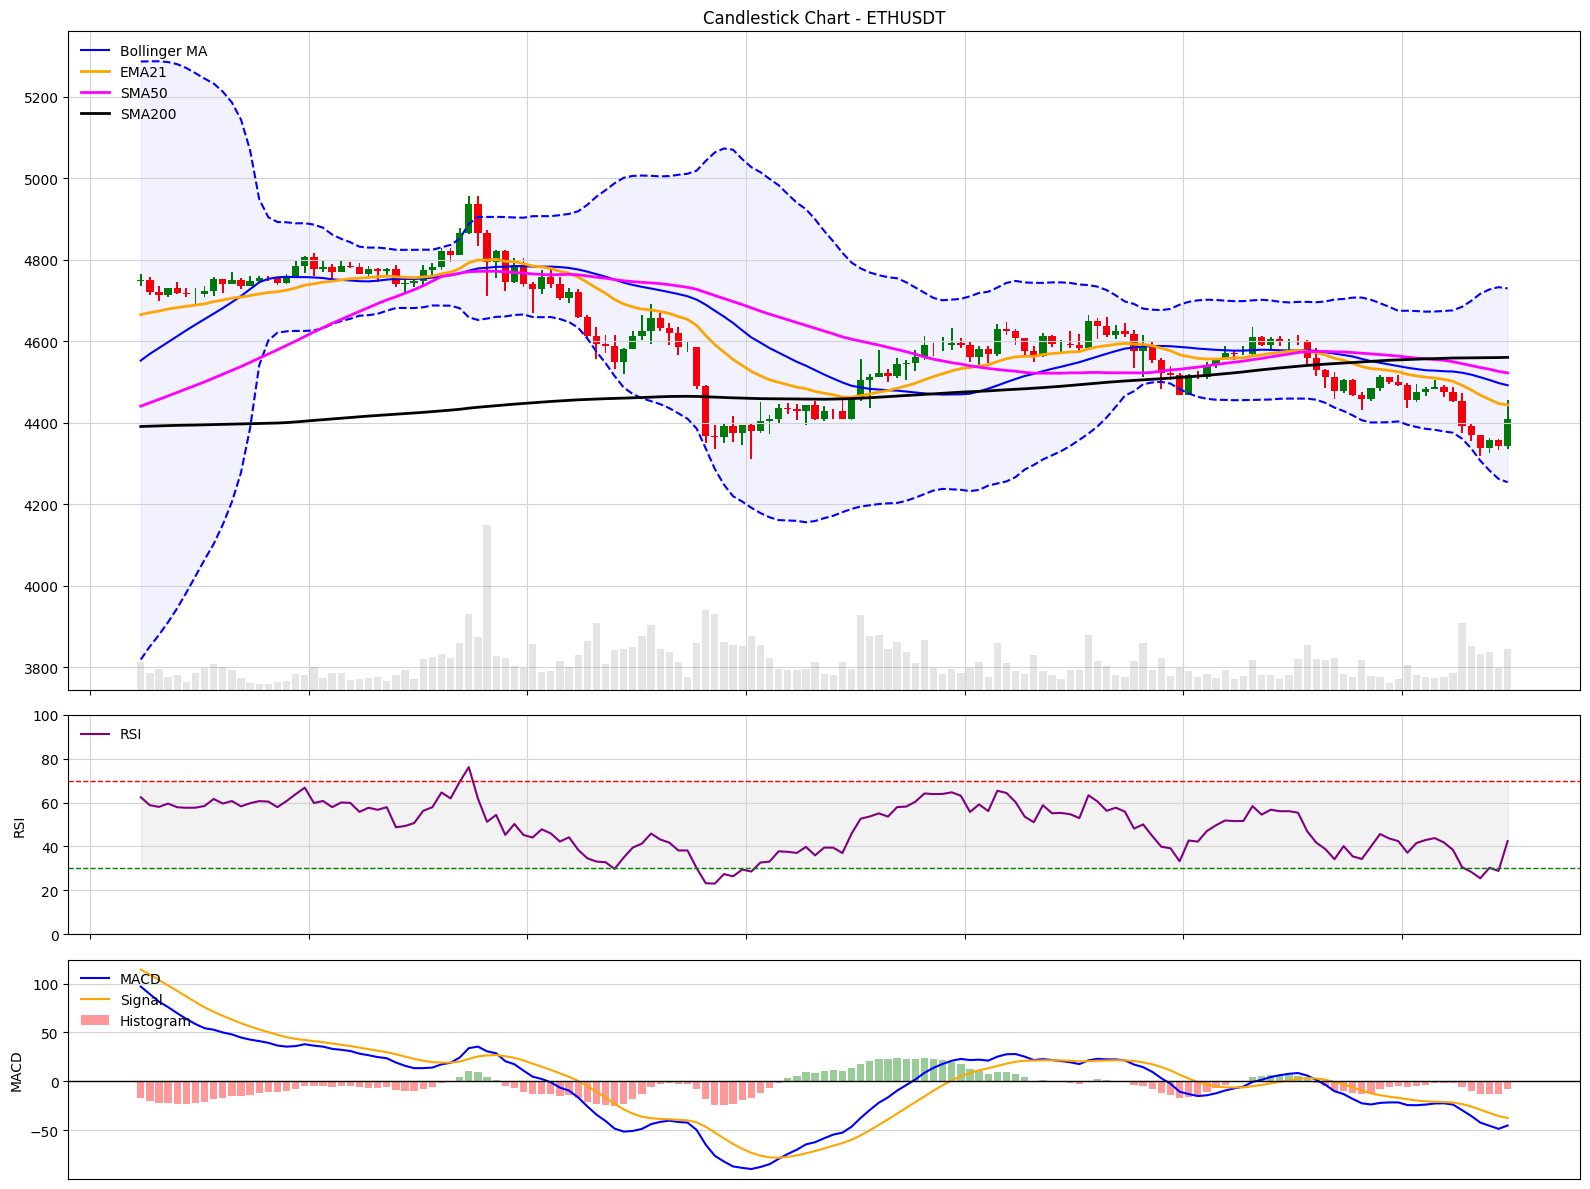 Candlestick Chart - ETHUSDT
Bollinger MA
EMA21
SMA50
SMA200
5200
5000
4800
4600
4400
4200
4000
3800
RSI
100
80
60
40
20
0
RSI
MACD
Signal
Histogram
100
50
0
−50
MACD